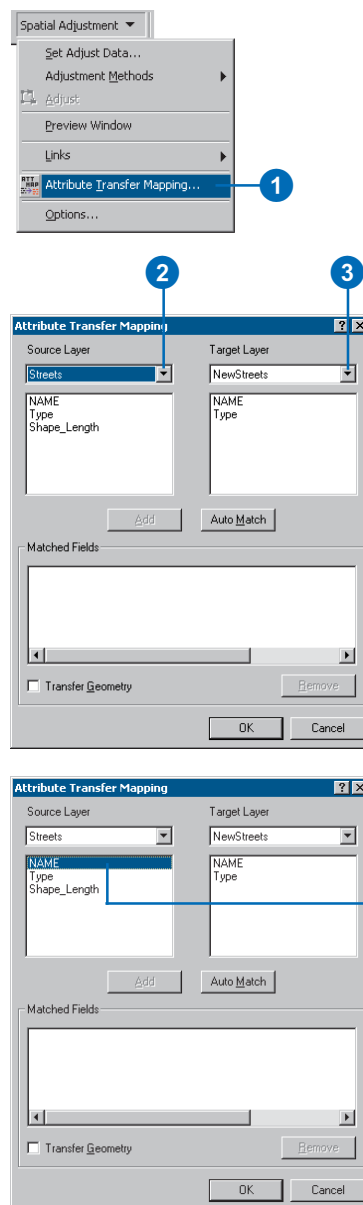 Spatial Adjustment
Set Adjust Data...
Adjustment Methods
Adjust
Preview Window
Links
ATT
MAP
Attribute Transfer Mapping...
1
Options...
2
3
Attribute Transfer Mapping
Source Layer
Target Layer
Streets
NewStreets
NAME
Type
Shape_Length
NAME
Type
Add
Auto Match
Matched Fields
Transfer Geometry
Remove
OK
Cancel
Attribute Transfer Mapping
Source Layer
Target Layer
Streets
NewStreets
NAME
Type
Shape_Length
NAME
Type
Add
Auto Match
Matched Fields
Transfer Geometry
Remove
OK
Cancel